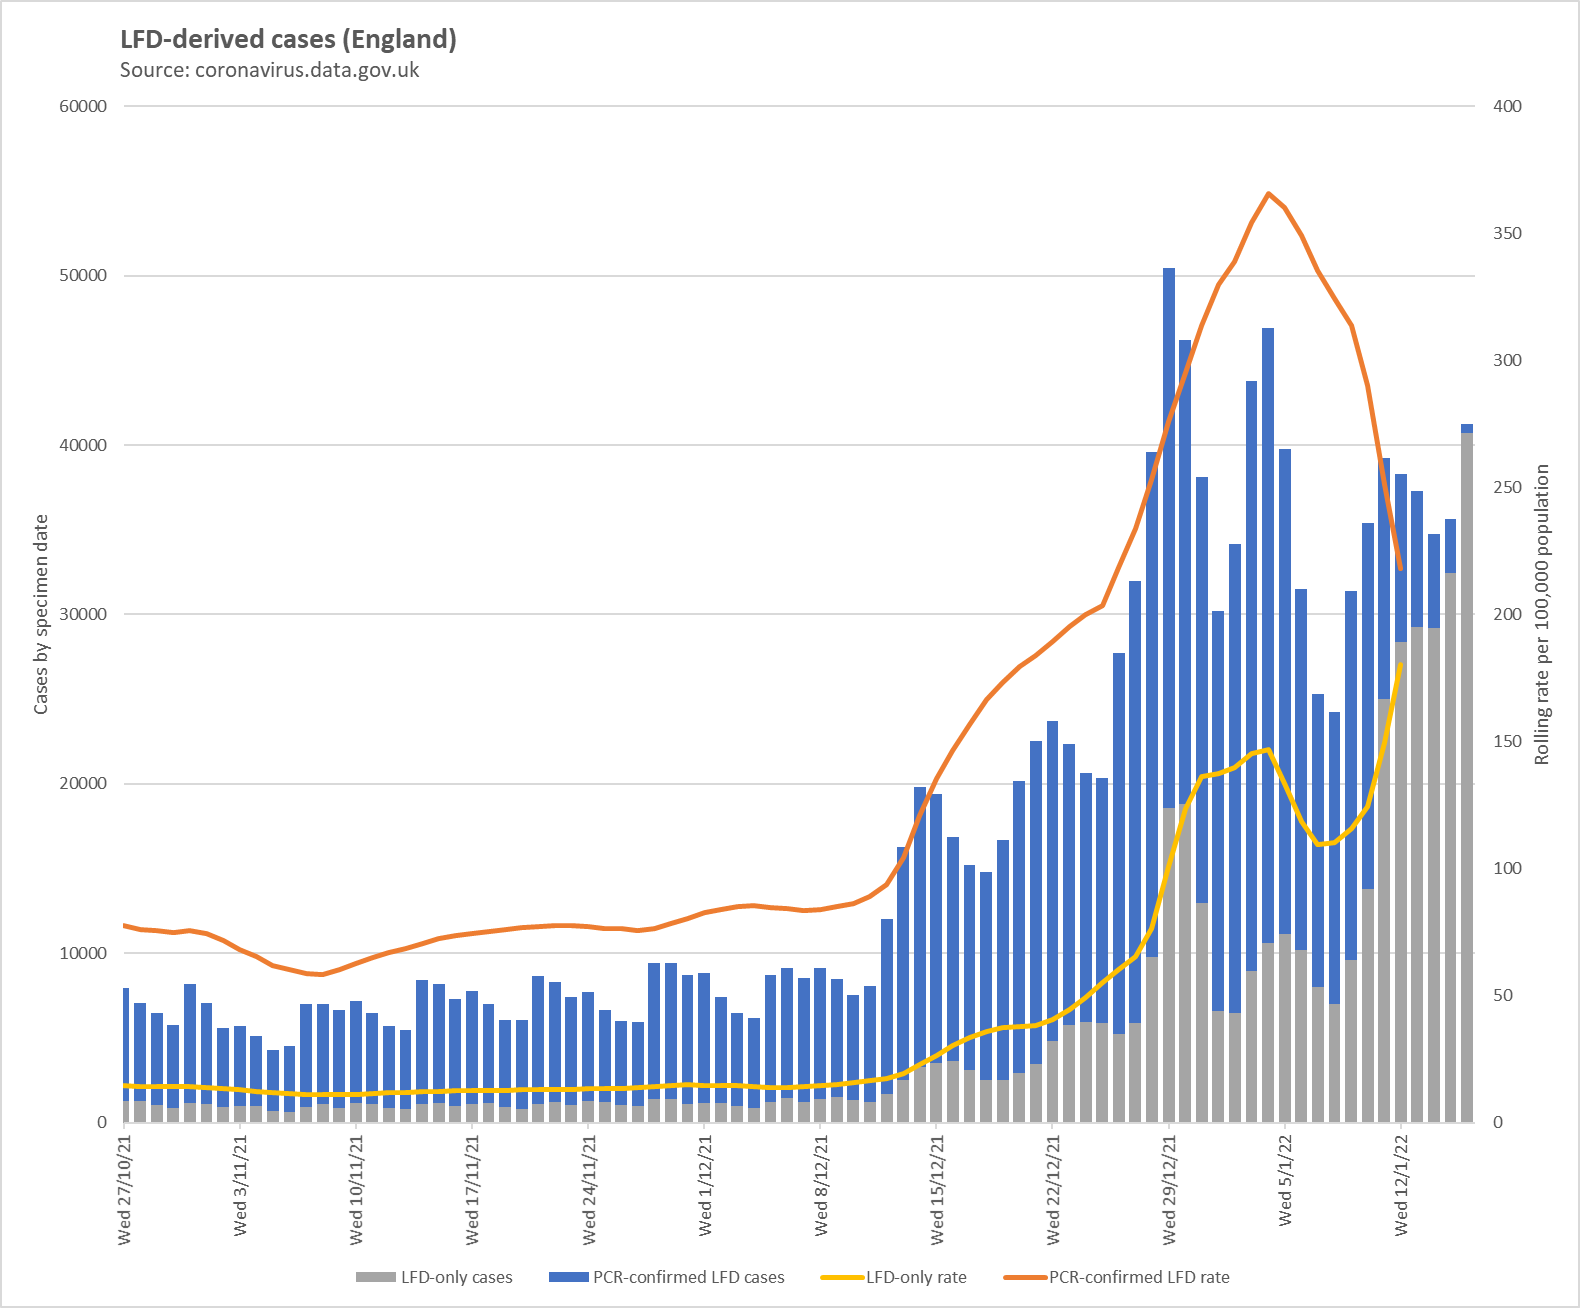 LFD-derived cases (England)
Source: coronavirus.data.gov.uk
60000
50000
40000
30000
20000
10000
0
Cases by specimen date
400
350
300
250
200
150
100
50
0
Rolling rate per 100,000 population
Wed 27/10/21
Wed 3/11/21
Wed 10/11/21
Wed 17/11/21
Wed 24/11/21
Wed 1/12/21
Wed 8/12/21
Wed 15/12/21
Wed 22/12/21
Wed 29/12/21
Wed 5/1/22
Wed 12/1/22
LFD-only cases
PCR-confirmed LFD cases
LFD-only rate
PCR-confirmed LFD rate